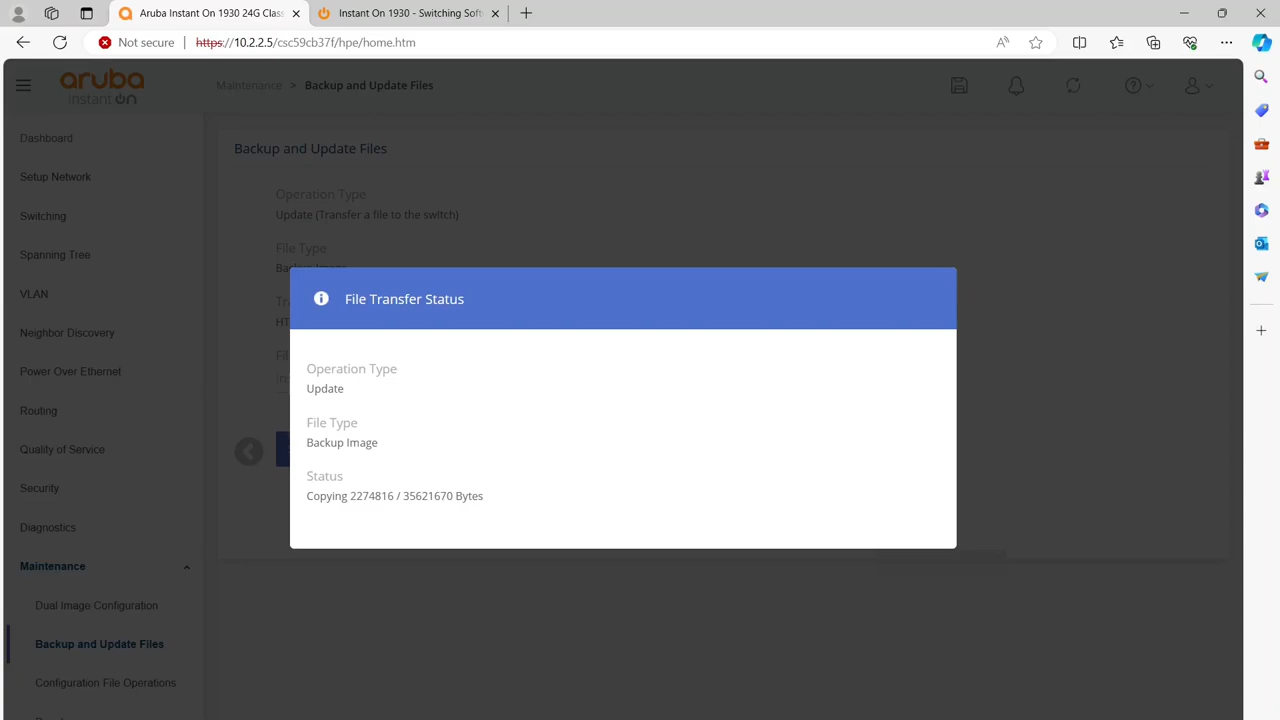 Aruba Instant On 1930 24G Class
Instant On 1930 - Switching Soft
Not secure
https://10.2.2.5/csc59cb37f/hpe/home.htm
aruba
instant on
Maintenance > Backup and Update Files
Dashboard
Setup Network
Switching
Spanning Tree
VLAN
Neighbor Discovery
Power Over Ethernet
Routing
Quality of Service
Security
Diagnostics
Maintenance
Dual Image Configuration
Backup and Update Files
Configuration File Operations
Backup and Update Files
Operation Type
Update (Transfer a file to the switch)
File Type
File Transfer Status
Operation Type
Update
File Type
Backup Image
Status
Copying 2274816 / 35621670 Bytes